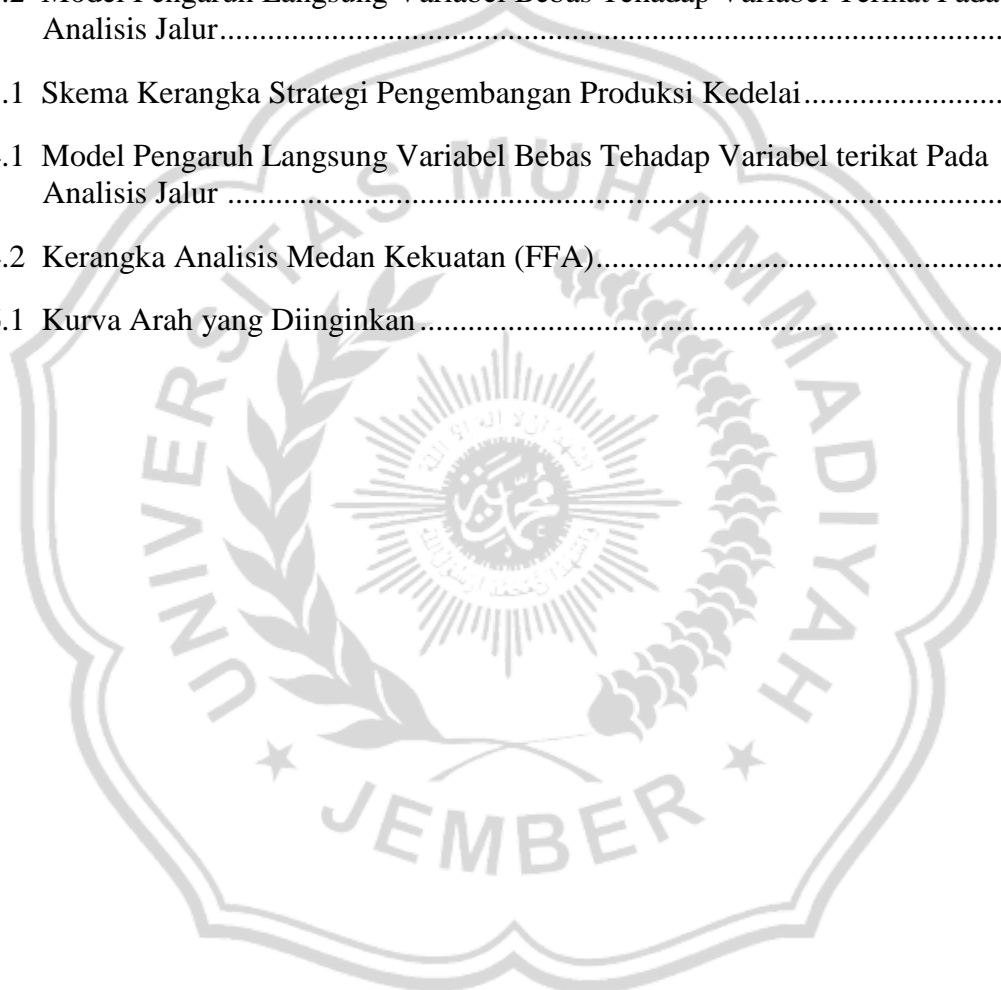 .2 Model Pengaruh Langsung Variabel Bebas Tehadap Variabel Terikat Pada
Analisis Jalur..........................................................................................................
.1 Skema Kerangka Strategi Pengembangan Produksi Kedelai.........................
.1 Model Pengaruh Langsung Variabel Bebas Tehadap Variabel terikat Pada
Analisis Jalur .........................................................................................................
.2 Kerangka Analisis Medan Kekuatan (FFA)....................................................
.1 Kurva Arah yang Diinginkan...........................................................................
UNIVERSITAS MUHAMMADIYAH
JEMBER